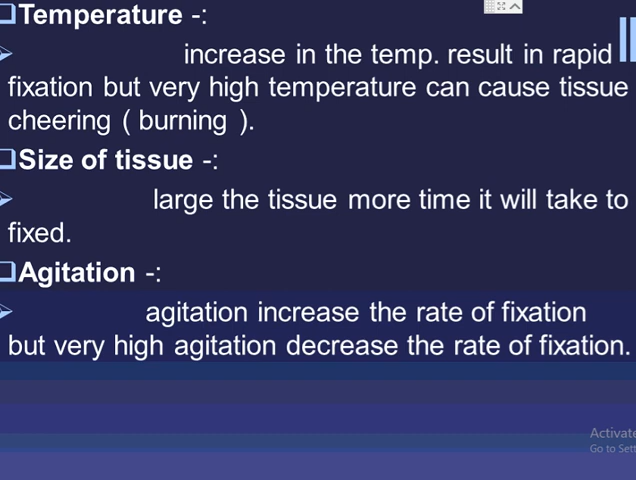 Temperature -:
increase in the temp. result in rapid
fixation but very high temperature can cause tissue
cheering ( burning ).
Size of tissue -:
large the tissue more time it will take to
fixed.
Agitation -:
agitation increase the rate of fixation
but very high agitation decrease the rate of fixation.
Activate
Go to Sett